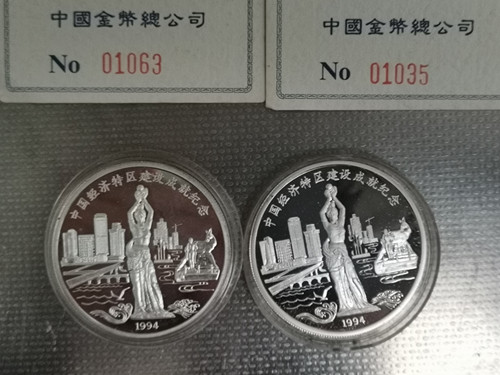 中國金幣總公司
No 01063
中國金幣總公司
No 01035
中国经济特区建设成就纪念
1994
中国经济特区建设成就纪念
1994